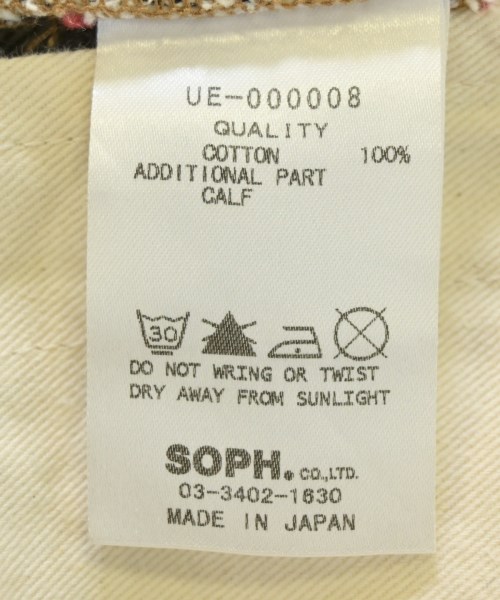 UE-000008
QUALITY
COTTON 100%
ADDITIONAL PART
CALF
30
DO NOT WRING OR TWIST
DRY AWAY FROM SUNLIGHT
SOPH. CO.,LTD.
03-3402-1630
MADE IN JAPAN